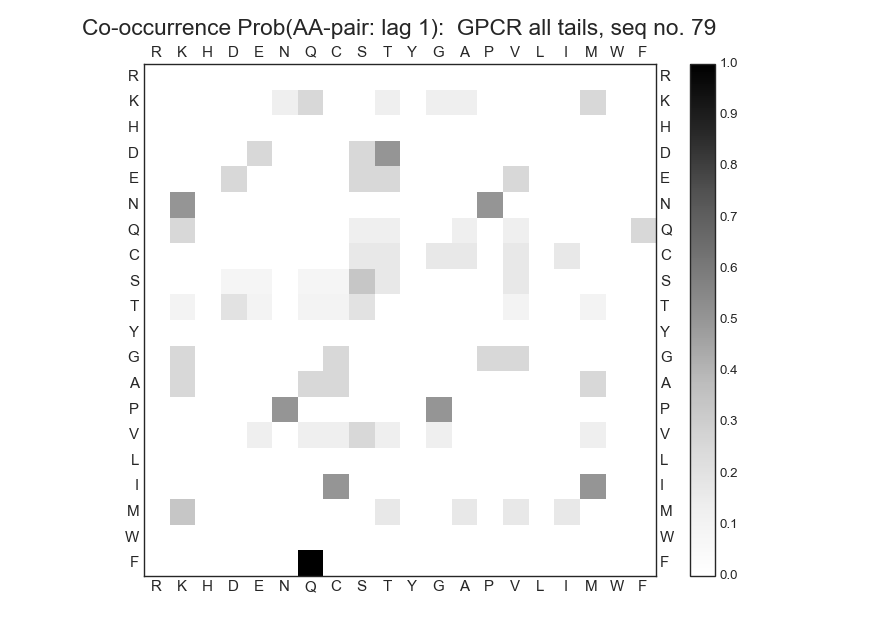 Co-occurrence Prob(AA-pair: lag 1):  GPCR all tails, seq no. 79
R K H D E N Q C S T Y G A P V L I M W F
R R 1.0
K K
0.9
H H
D D 0.8
E E
0.7
N N
Q Q 0.6
C C
S S
T T 0.5
Y Y
G G 0.4
A A
P P 0.3
V V
0.2
L L
I I
M M 0.1
W W
F F 0.0
R K H D E N Q C S T Y G A P V L I M W F